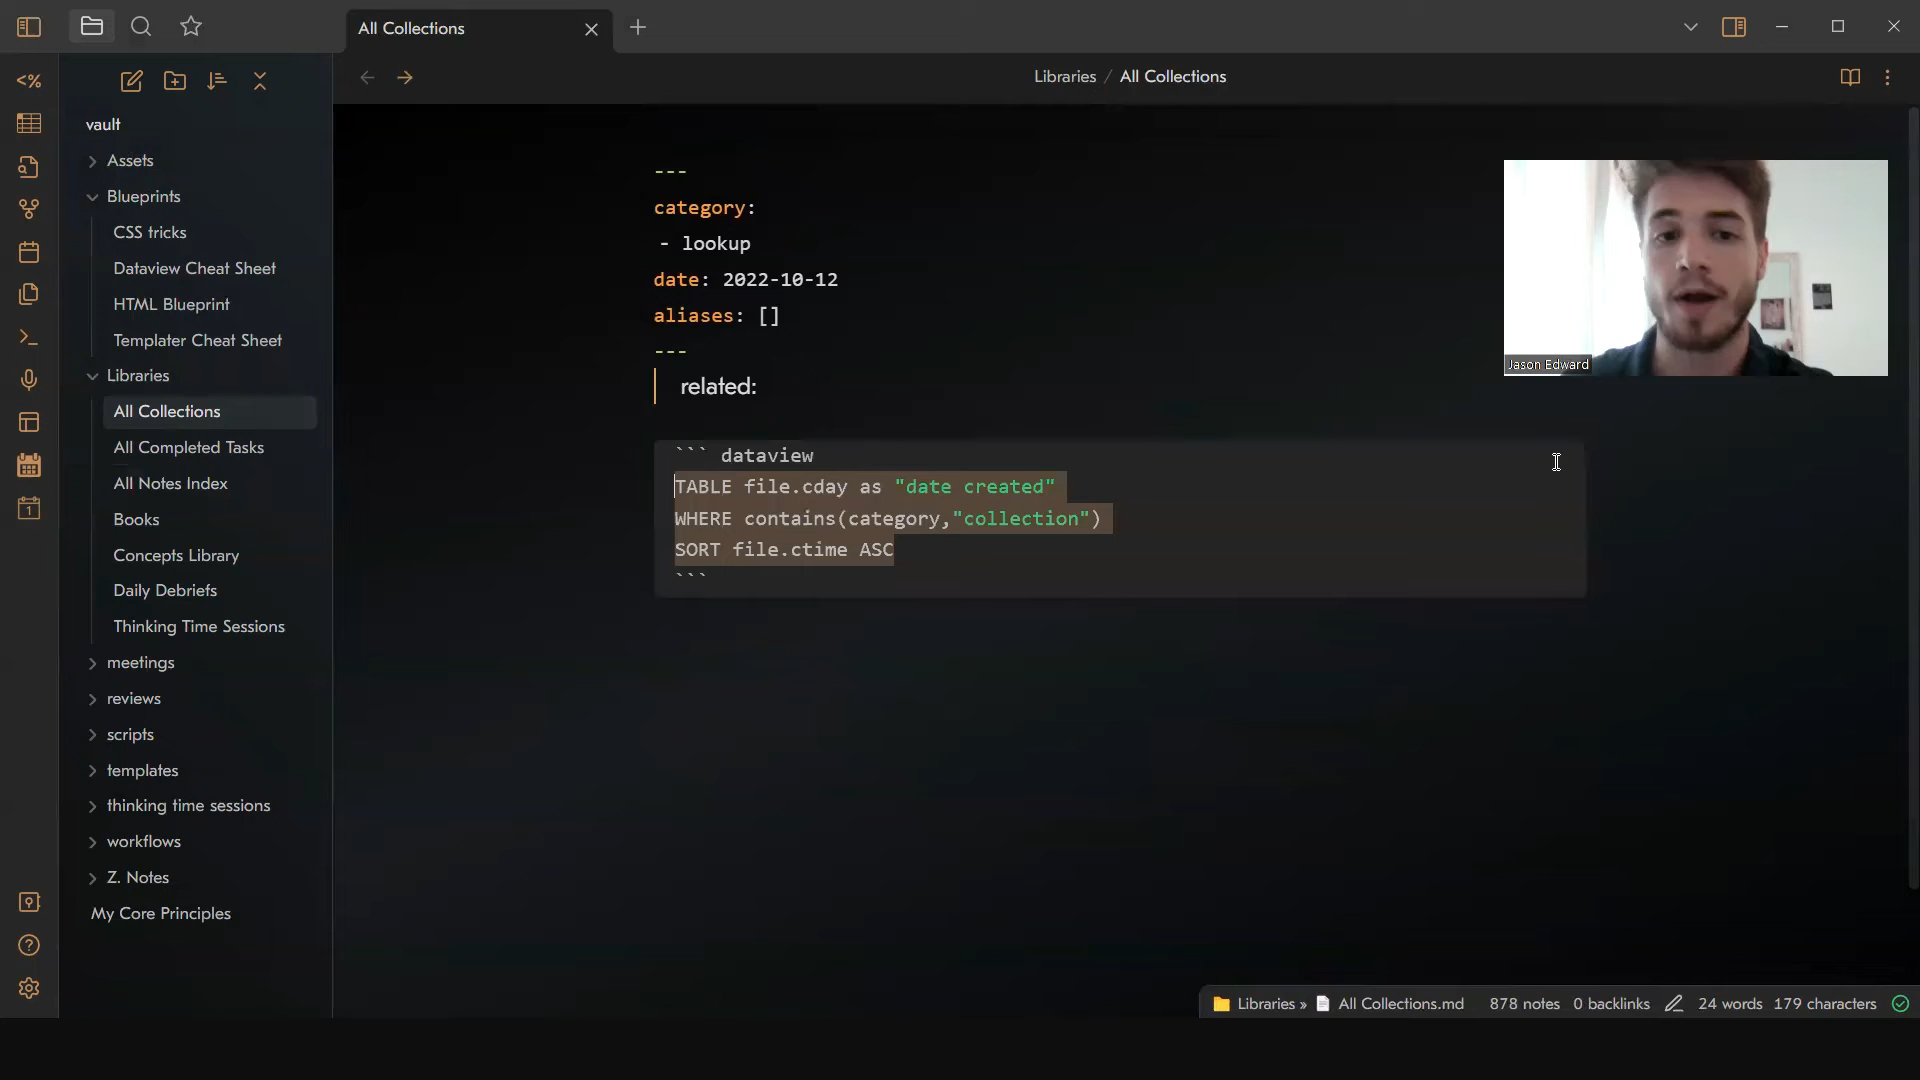 All Collections
Libraries / All Collections
<%
vault
Assets
Blueprints
CSS tricks
Dataview Cheat Sheet
HTML Blueprint
Templater Cheat Sheet
Libraries
All Collections
All Completed Tasks
All Notes Index
Books
Concepts Library
Daily Debriefs
Thinking Time Sessions
meetings
reviews
scripts
templates
thinking time sessions
workflows
Z. Notes
My Core Principles
---
category:
- lookup
date: 2022-10-12
aliases: []
---
related:
``` dataview
TABLE file.cday as "date created"
WHERE contains(category,"collection")
SORT file.ctime ASC
```
Jason Edward
1
Libraries » All Collections.md 878 notes 0 backlinks 24 words 179 characters